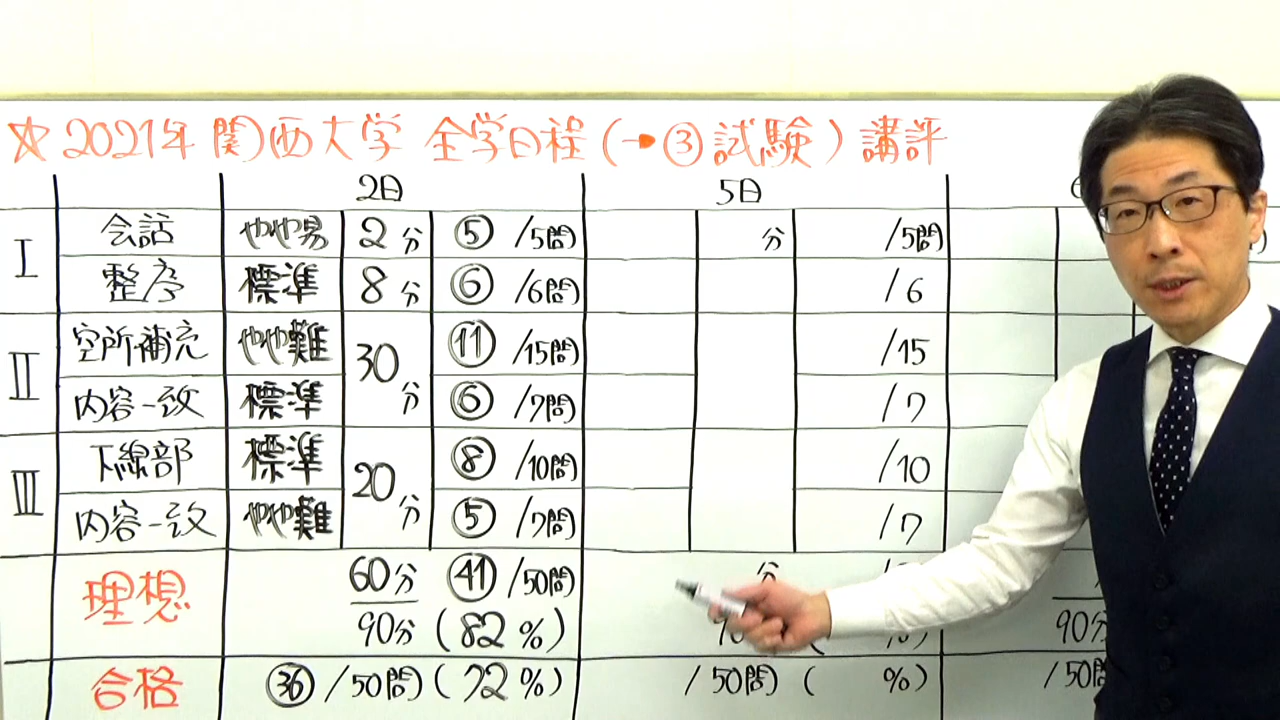 ☆ 2021年 関西大学 全学日程 (→③試験) 講評
2日 5日
Ⅰ 会話 やや易 2分 ⑤ /5問 分 /5問
整序 標準 8分 ⑥ /6問 /6
Ⅱ 空所補充 やや難 30分 ⑪ /15問 /15
内容一致 標準 ⑥ /7問 /7
Ⅲ 下線部 標準 20分 ⑧ /10問 /10
内容一致 やや難 ⑤ /7問 /7
理想 60分 ㊶ /50問 分
90分 (82%) 90 %) 90分
合格 ㊱ /50問 (72%) /50問 ( %) /50問